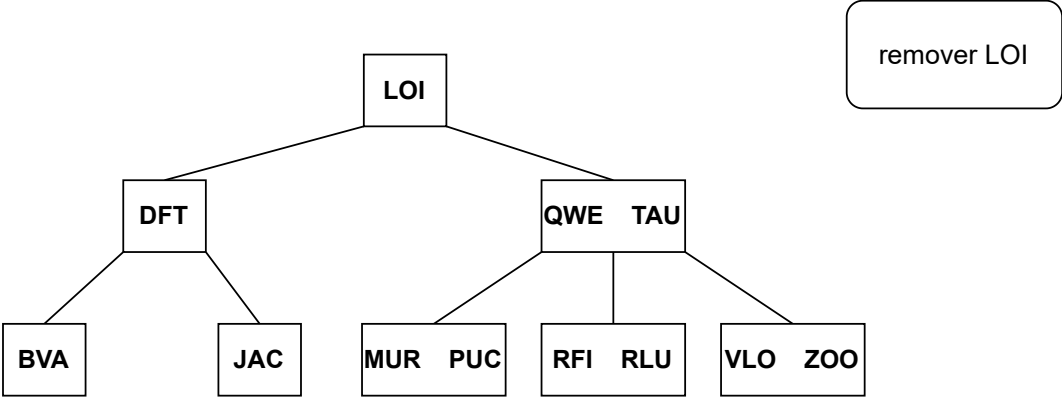 remover LOI
LOI
DFT
QWE TAU
BVA
JAC
MUR PUC
RFI RLU
VLO ZOO